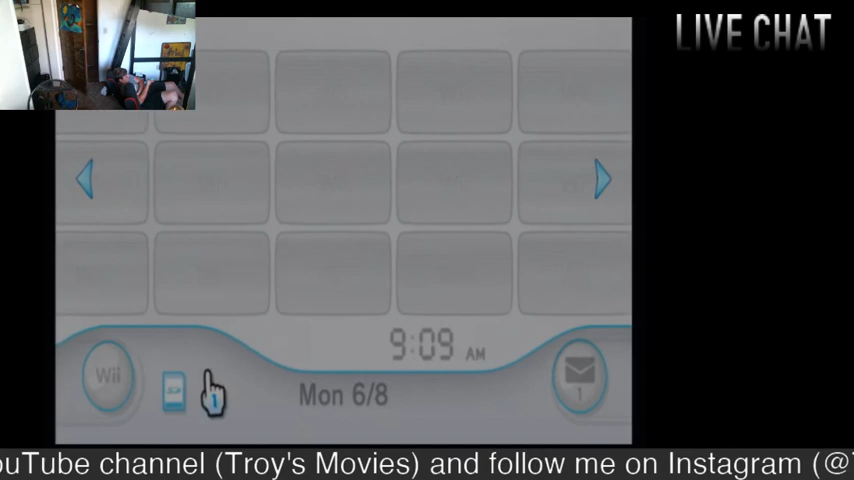 LIVE CHAT
9:09 AM
Wii
SD
1
Mon 6/8
1
ouTube channel (Troy's Movies) and follow me on Instagram (@